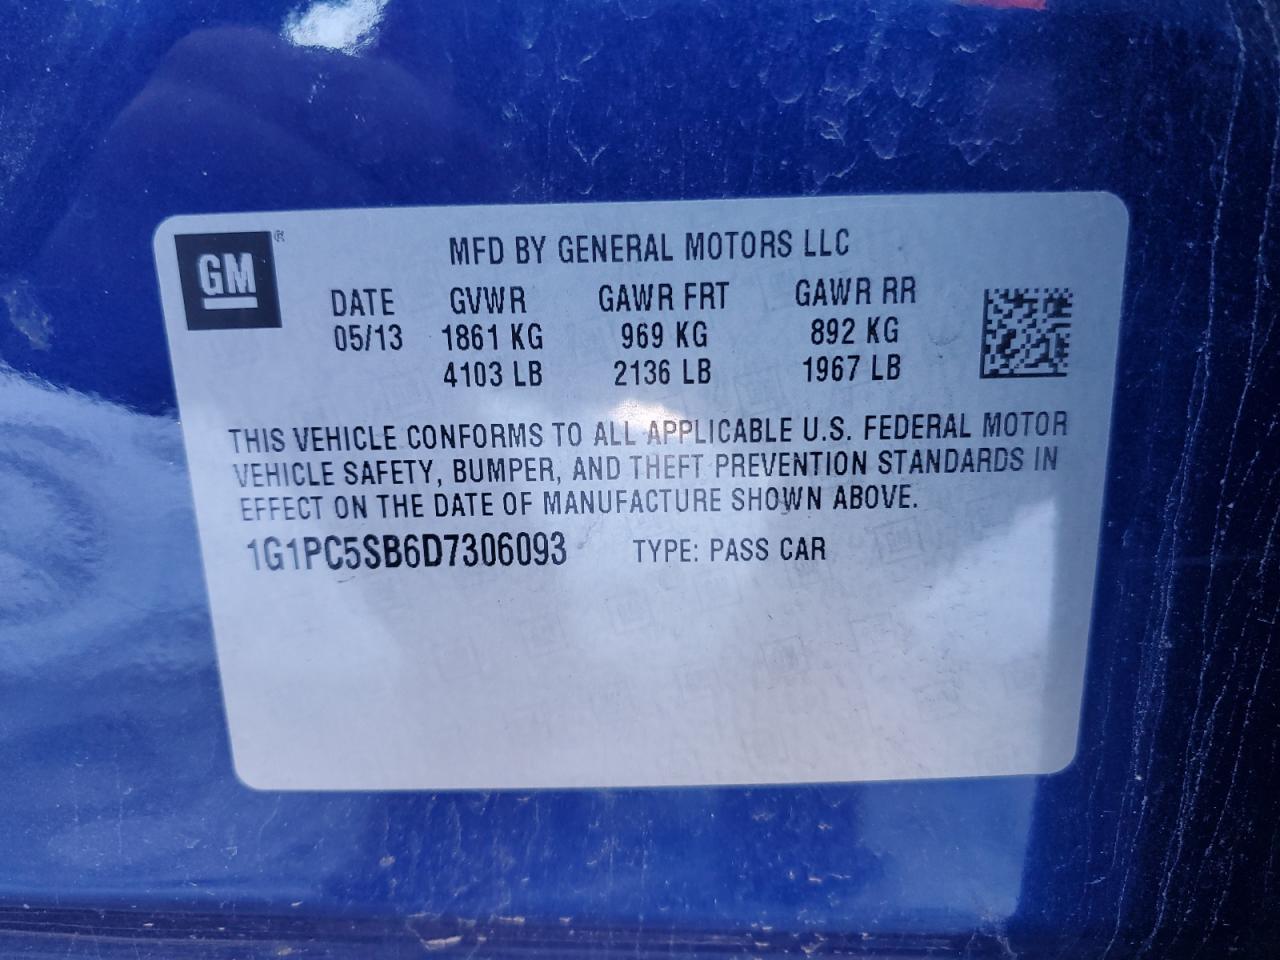 GM ®
MFD BY GENERAL MOTORS LLC
DATE GVWR GAWR FRT GAWR RR
05/13 1861 KG 969 KG 892 KG
4103 LB 2136 LB 1967 LB
THIS VEHICLE CONFORMS TO ALL APPLICABLE U.S. FEDERAL MOTOR
VEHICLE SAFETY, BUMPER, AND THEFT PREVENTION STANDARDS IN
EFFECT ON THE DATE OF MANUFACTURE SHOWN ABOVE.
1G1PC5SB6D7306093 TYPE: PASS CAR